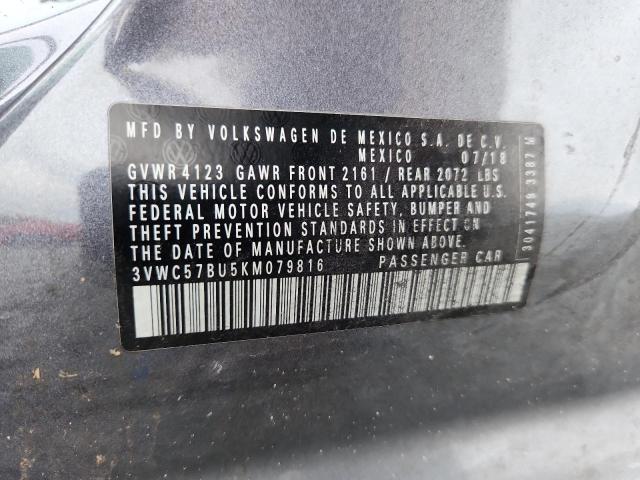 MFD BY VOLKSWAGEN DE MEXICO S.A. DE C.V.
MEXICO 07/18
GVWR 4123 GAWR FRONT 2161 / REAR 2072 LBS
THIS VEHICLE CONFORMS TO ALL APPLICABLE U.S.
FEDERAL MOTOR VEHICLE SAFETY, BUMPER AND
THEFT PREVENTION STANDARDS IN EFFECT ON
THE DATE OF MANUFACTURE SHOWN ABOVE
3VWC57BU5KM079816 PASSENGER CAR
3041749 3387 M